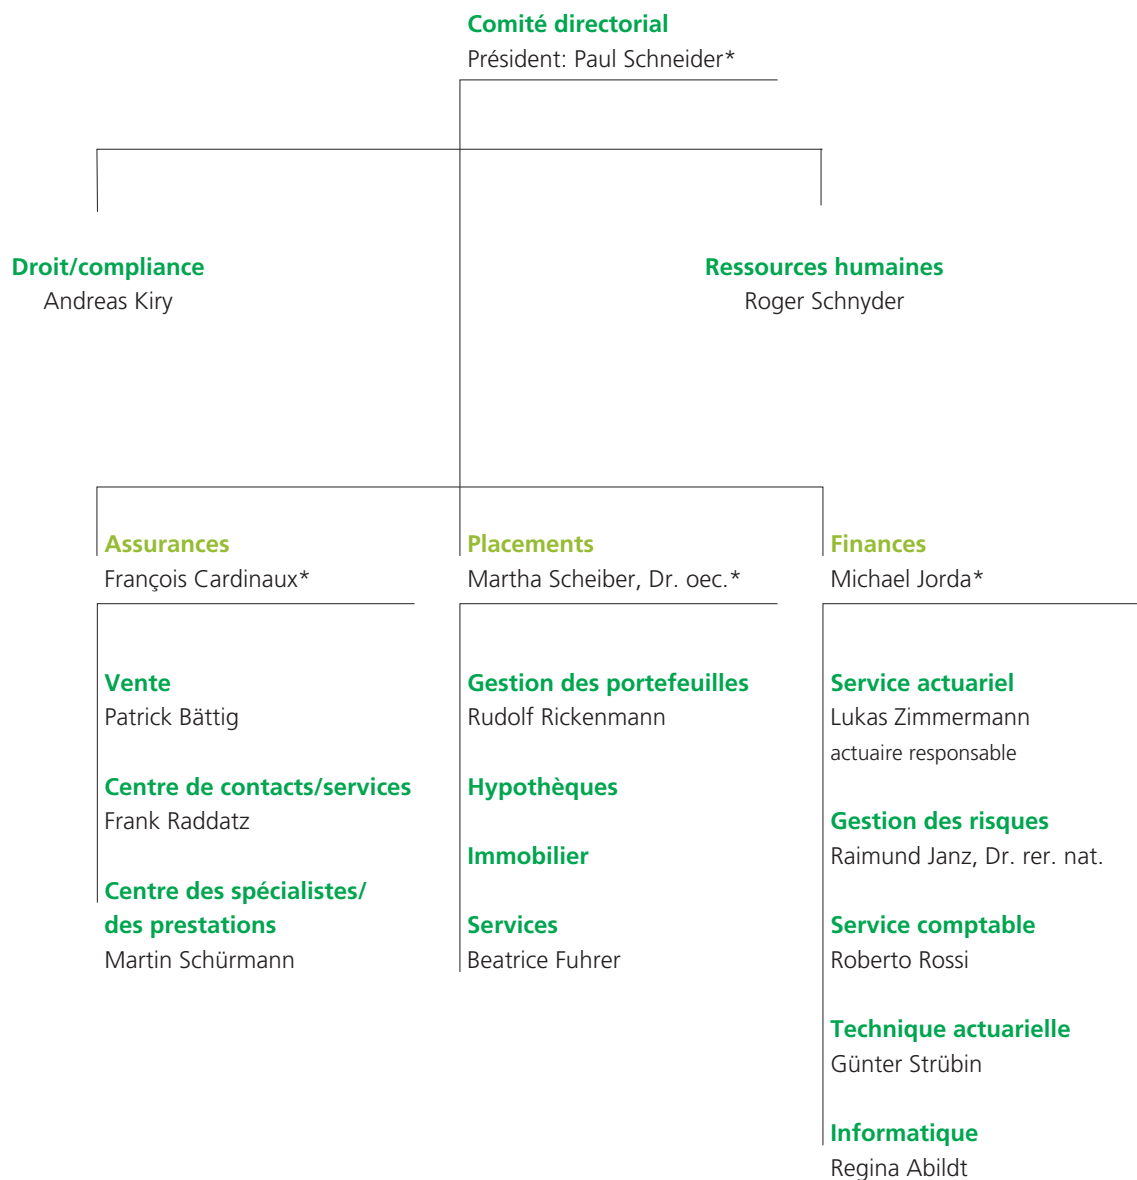 Comité directorial
Président: Paul Schneider*
Droit/compliance
Andreas Kiry
Ressources humaines
Roger Schnyder
Assurances
François Cardinaux*
Vente
Patrick Bättig
Centre de contacts/services
Frank Raddatz
Centre des spécialistes/
des prestations
Martin Schürmann
Placements
Martha Scheiber, Dr. oec.*
Gestion des portefeuilles
Rudolf Rickenmann
Hypothèques
Immobilier
Services
Beatrice Fuhrer
Finances
Michael Jorda*
Service actuariel
Lukas Zimmermann
actuaire responsable
Gestion des risques
Raimund Janz, Dr. rer. nat.
Service comptable
Roberto Rossi
Technique actuarielle
Günter Strübin
Informatique
Regina Abildt